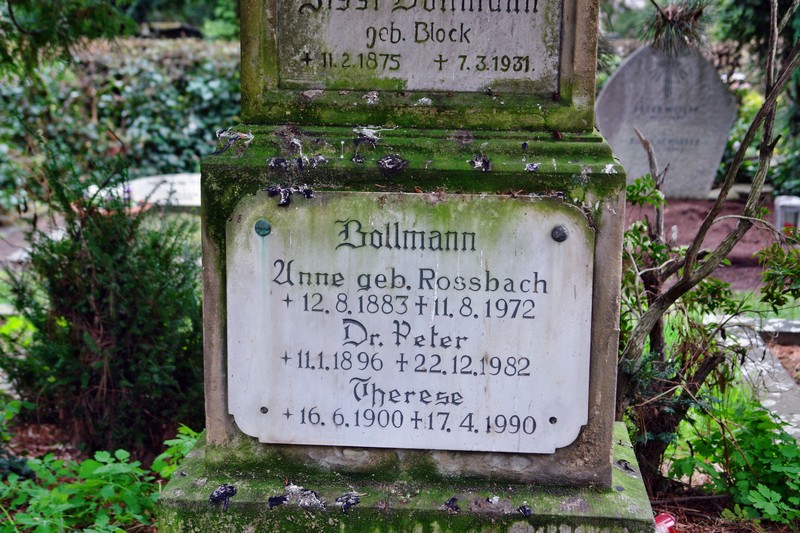 Bollmann
geb. Block
+ 11.2.1875 + 7.3.1931.
Bollmann
Anne geb. Rossbach
+ 12.8.1883 + 11.8.1972
Dr. Peter
+ 11.1.1896 + 22.12.1982
Therese
+ 16.6.1900 + 17.4.1990